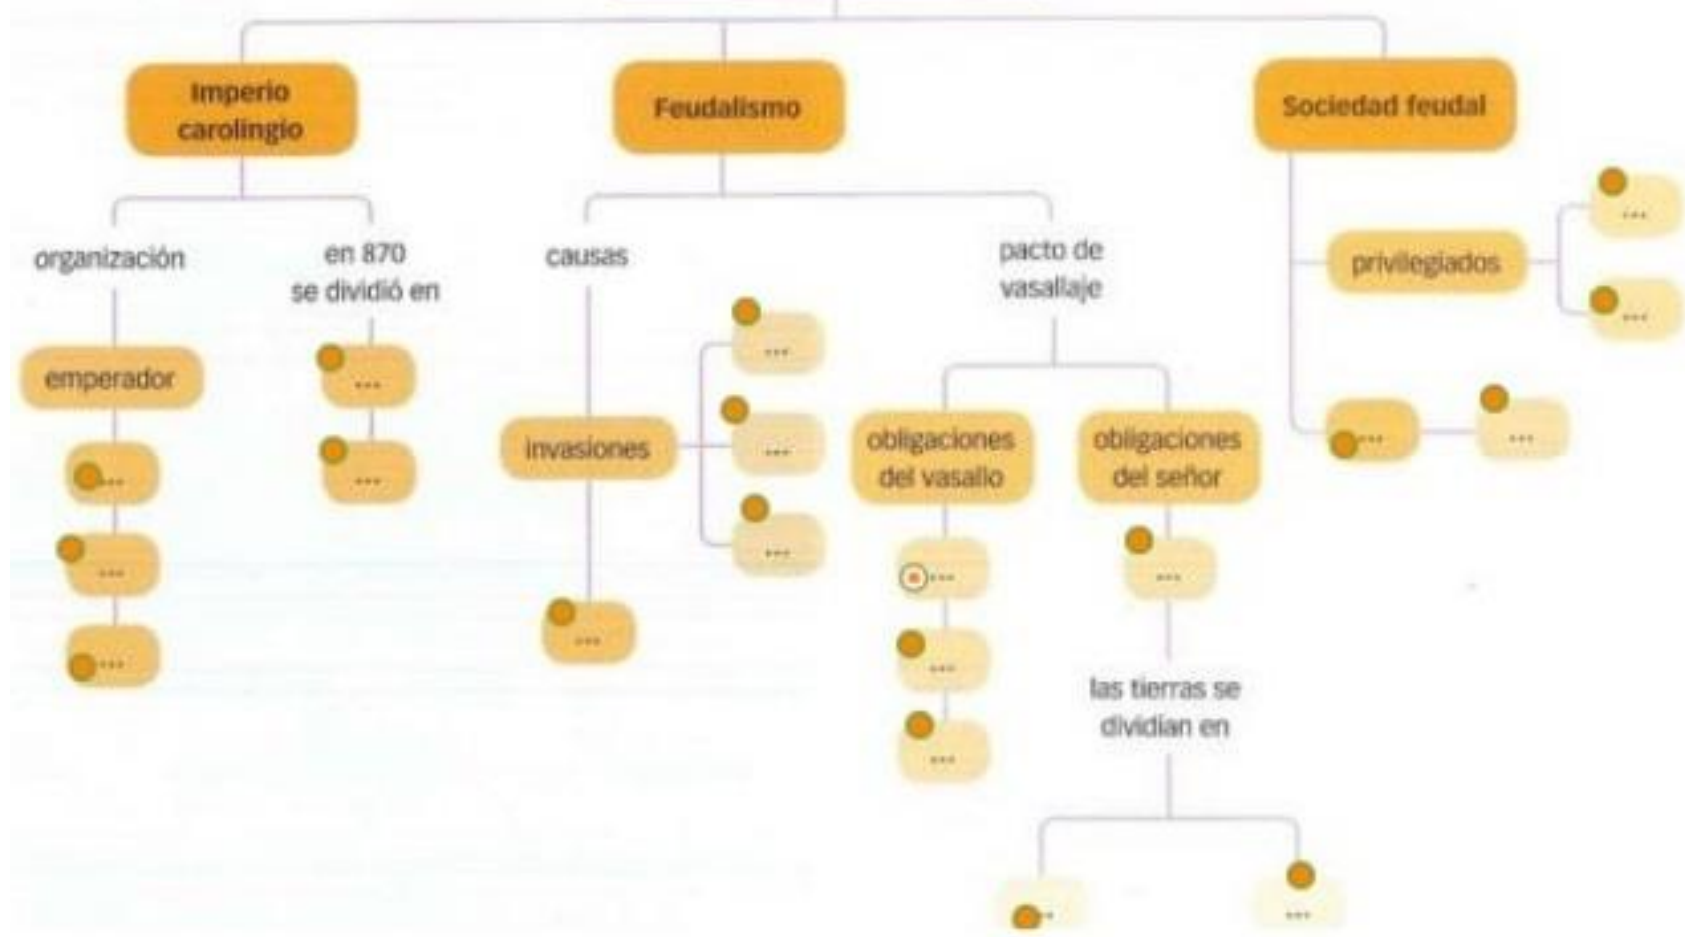 Imperio
carolingio
Feudalismo
Sociedad feudal
organización
en 870
se dividió en
causas
pacto de
vasallaje
privilegiados
...
...
emperador
...
...
...
...
...
invasiones
...
...
...
...
obligaciones
del vasallo
...
...
...
obligaciones
del señor
...
las tierras se
dividían en
...
...
...
...